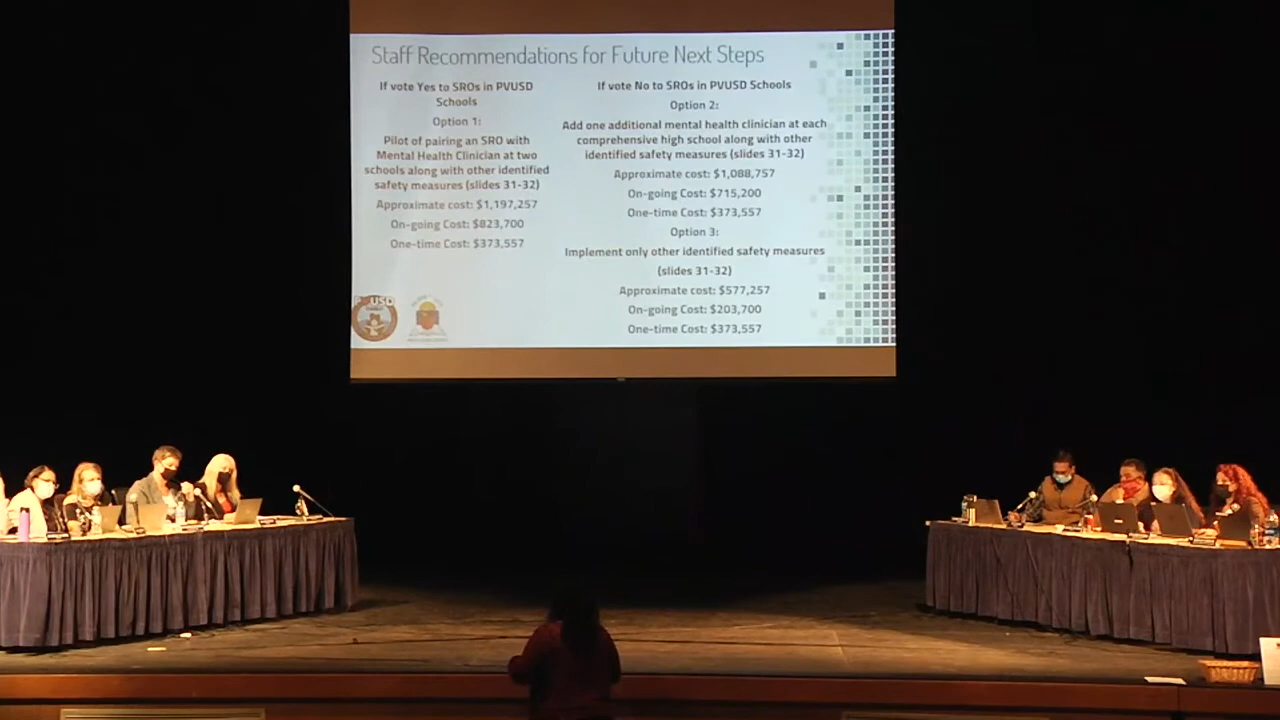 Staff Recommendations for Future Next Steps
If vote Yes to SROs in PVUSD
Schools
Option 1:
Pilot of pairing an SRO with
Mental Health Clinician at two
schools along with other identified
safety measures (slides 31-32)
Approximate cost: $1,197,257
On-going Cost: $823,700
One-time Cost: $373,557
If vote No to SROs in PVUSD Schools
Option 2:
Add one additional mental health clinician at each
comprehensive high school along with other
identified safety measures (slides 31-32)
Approximate cost: $1,088,757
On-going Cost: $715,200
One-time Cost: $373,557
Option 3:
Implement only other identified safety measures
(slides 31-32)
Approximate cost: $577,257
On-going Cost: $203,700
One-time Cost: $373,557